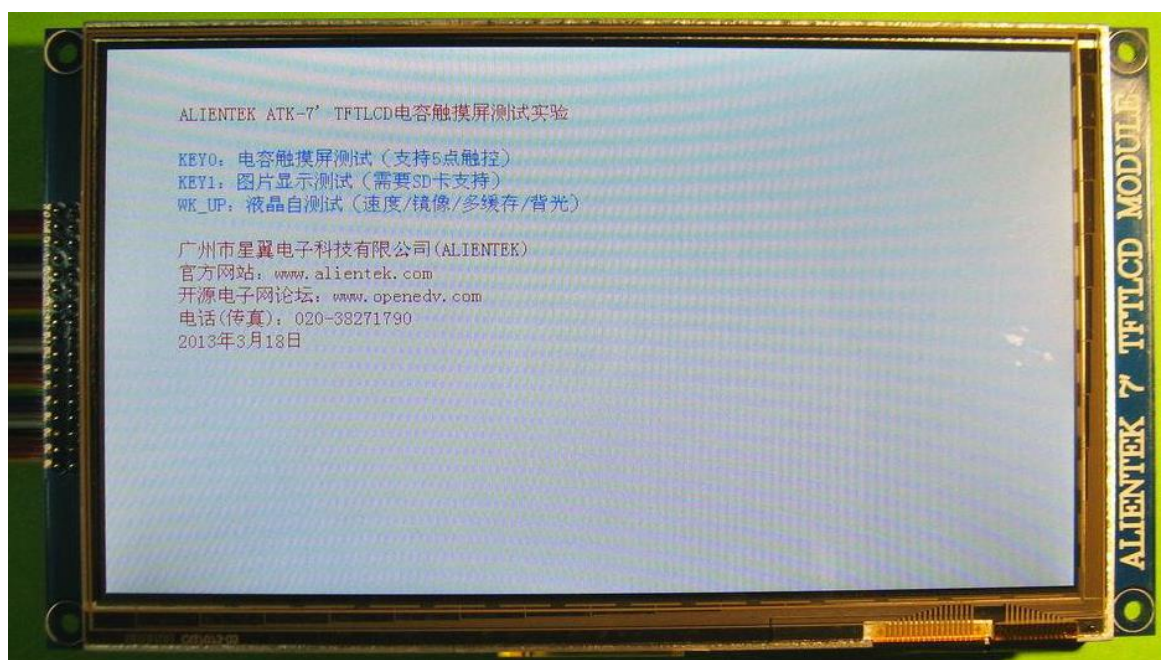 ALIENTEK ATK-7' TFTLCD电容触摸屏测试实验
KEY0：电容触摸屏测试（支持5点触控）
KEY1：图片显示测试（需要SD卡支持）
WK_UP：液晶自测试（速度/镜像/多缓存/背光）
广州市星翼电子科技有限公司(ALIENTEK)
官方网站：www.alientek.com
开源电子网论坛：www.openedv.com
电话(传真)：020-38271790
2013年3月18日
ALIENTEK 7' TFTLCD MODULE